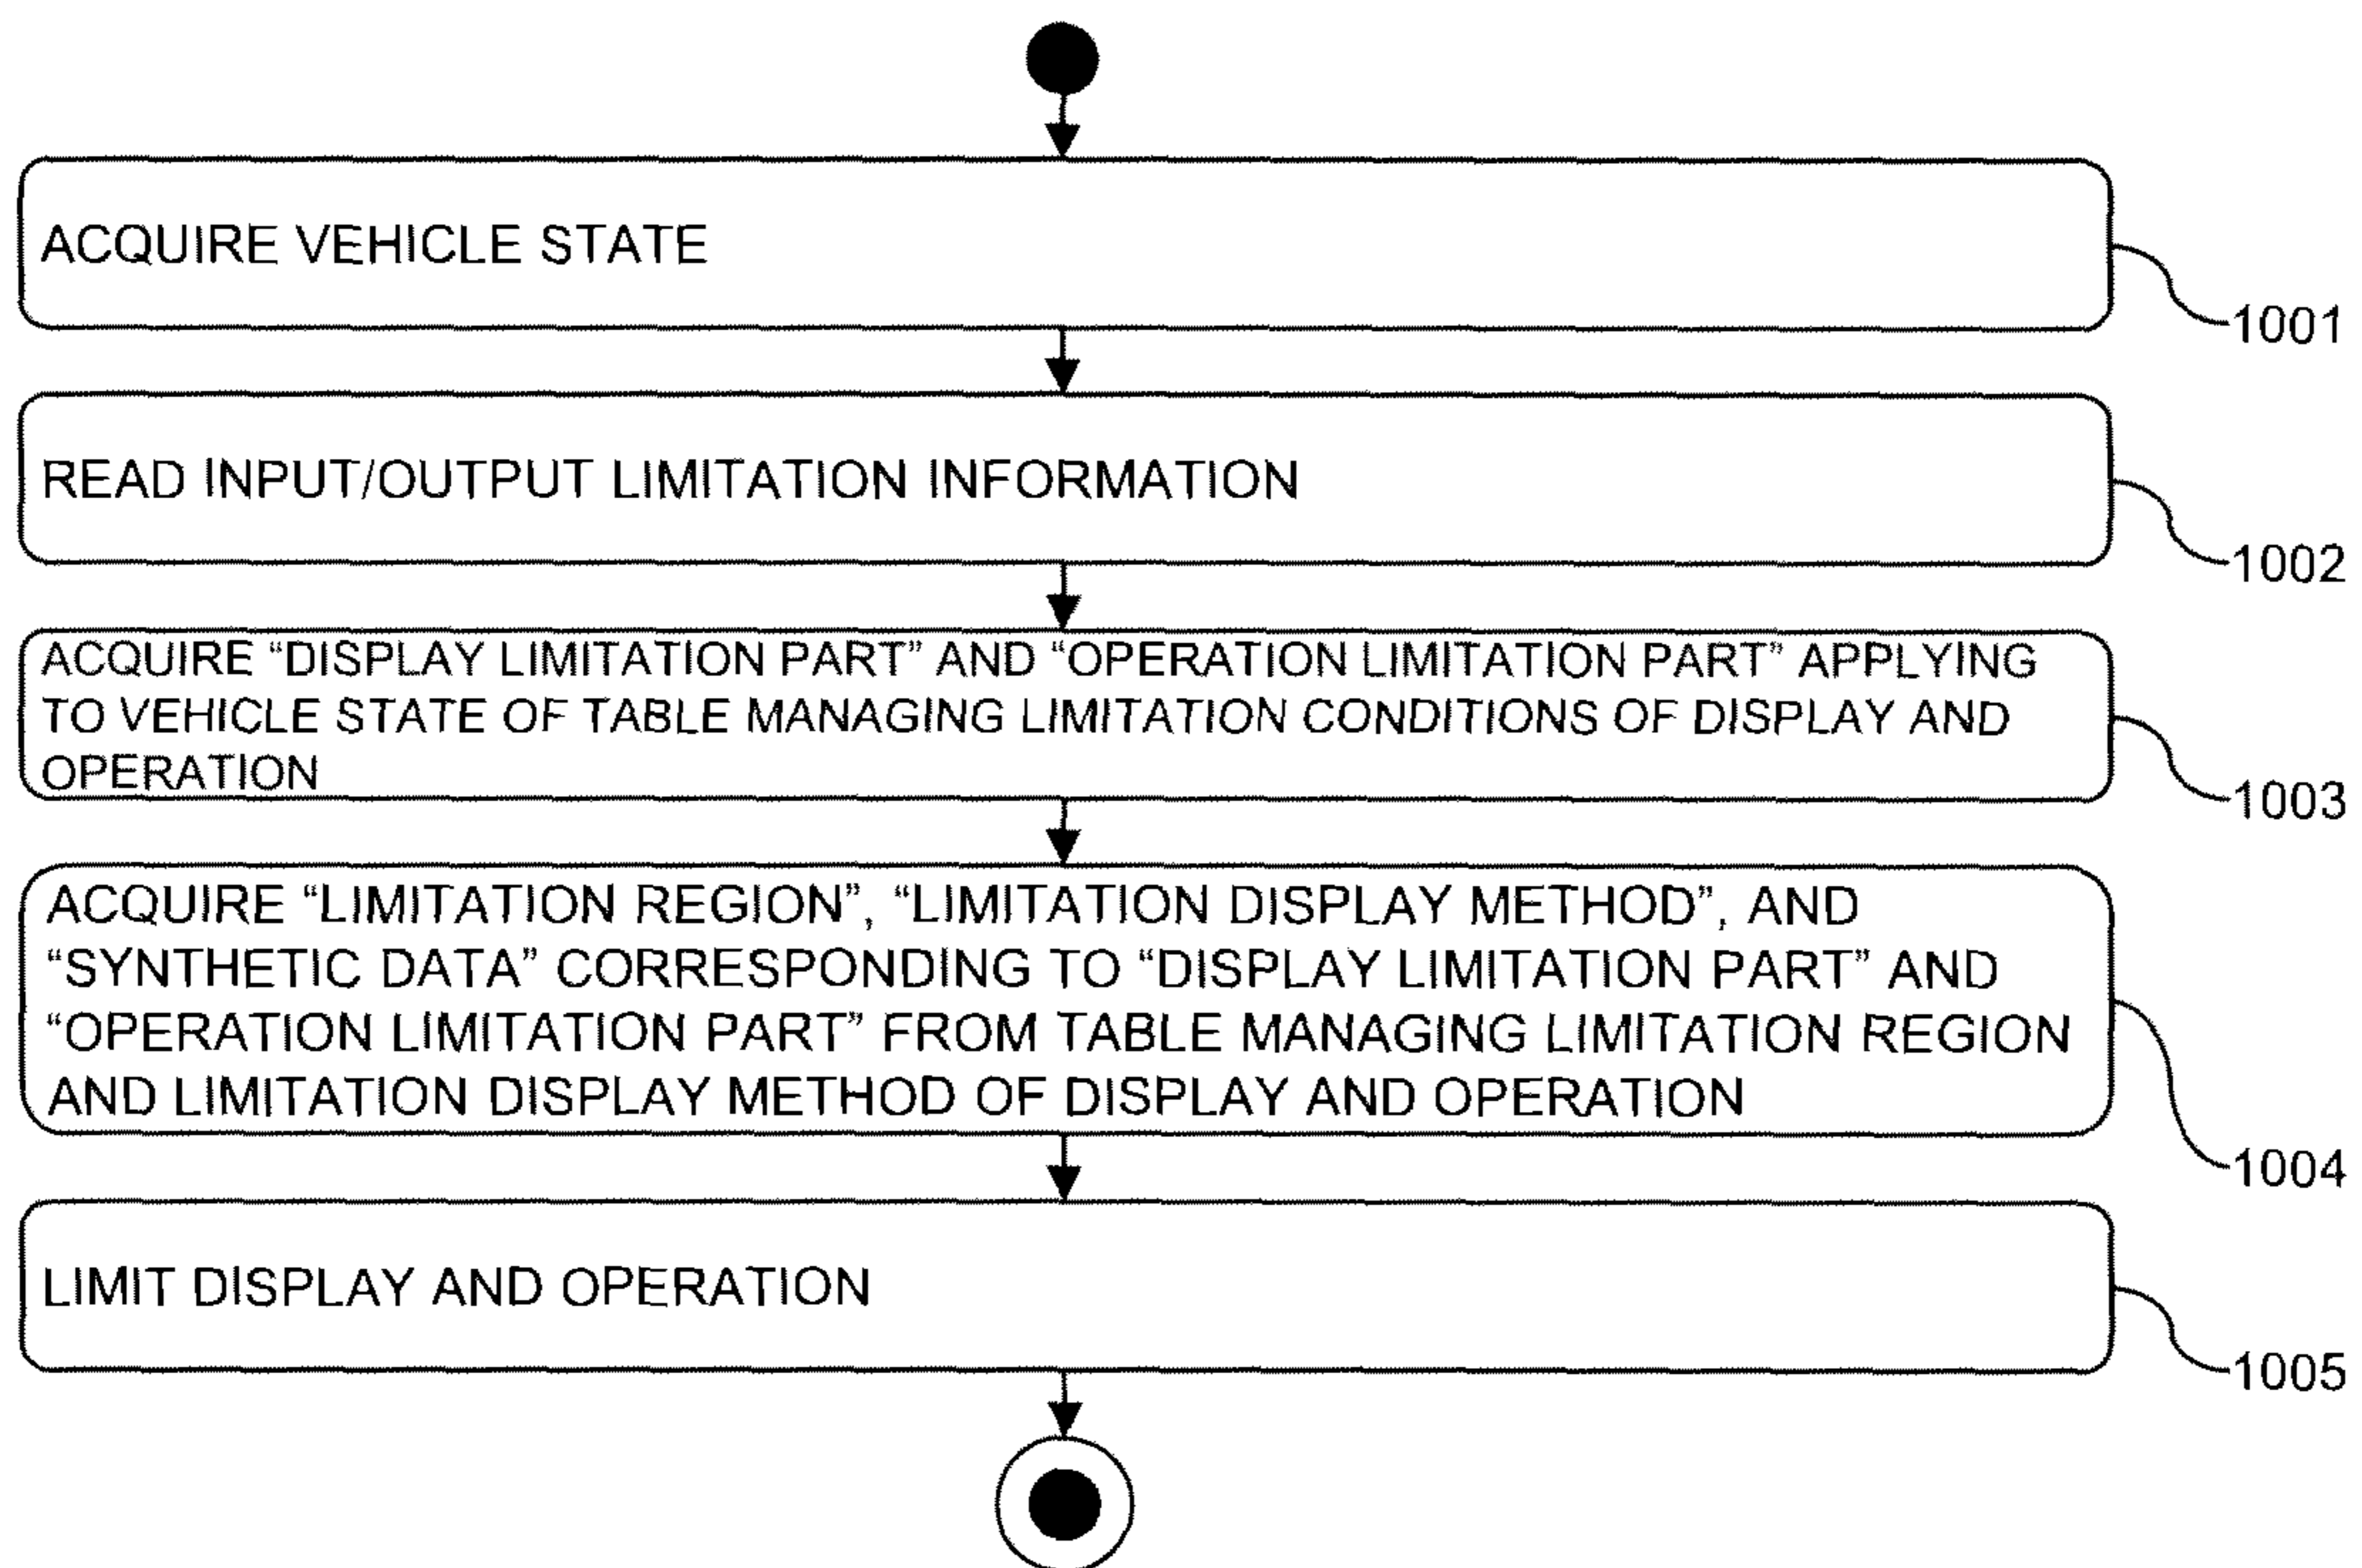 ACQUIRE VEHICLE STATE
1001
READ INPUT/OUTPUT LIMITATION INFORMATION
1002
ACQUIRE “DISPLAY LIMITATION PART” AND “OPERATION LIMITATION PART” APPLYING
TO VEHICLE STATE OF TABLE MANAGING LIMITATION CONDITIONS OF DISPLAY AND
OPERATION
1003
ACQUIRE “LIMITATION REGION”, “LIMITATION DISPLAY METHOD”, AND
“SYNTHETIC DATA” CORRESPONDING TO “DISPLAY LIMITATION PART” AND
“OPERATION LIMITATION PART” FROM TABLE MANAGING LIMITATION REGION
AND LIMITATION DISPLAY METHOD OF DISPLAY AND OPERATION
1004
LIMIT DISPLAY AND OPERATION
1005